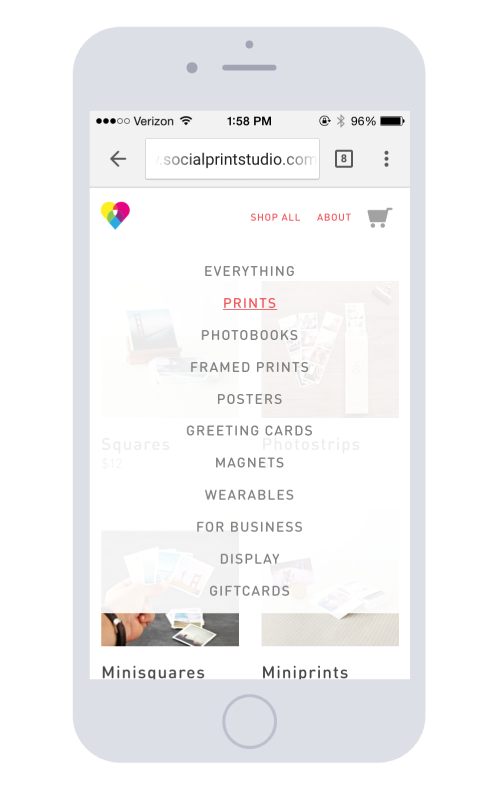 Verizon 1:58 PM 96%
.socialprintstudio.com 8
SHOP ALL ABOUT
EVERYTHING
PRINTS
PHOTOBOOKS
FRAMED PRINTS
POSTERS
GREETING CARDS
Squares Photostrips
$12
MAGNETS
WEARABLES
FOR BUSINESS
DISPLAY
GIFTCARDS
Minisquares Miniprints